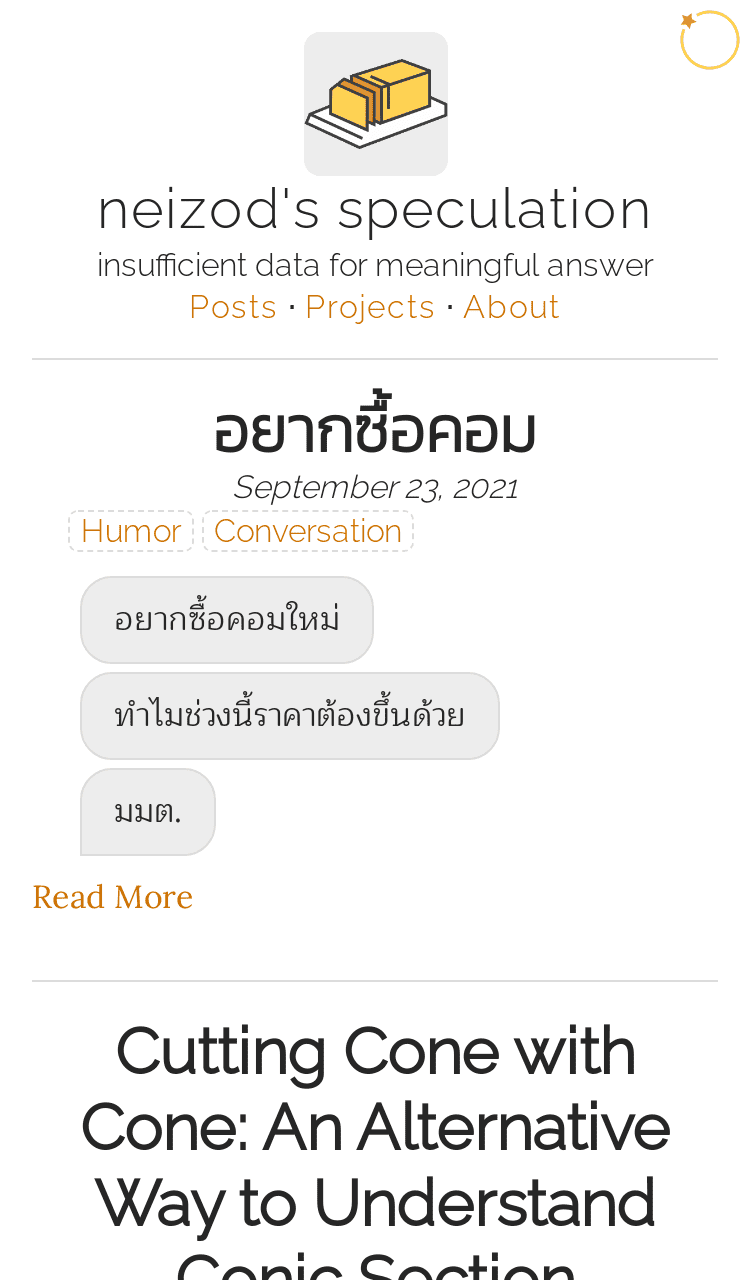 neizod's speculation
insufficient data for meaningful answer
Posts · Projects · About
อยากซื้อคอม
September 23, 2021
Humor Conversation
อยากซื้อคอมใหม่
ทำไมช่วงนี้ราคาต้องขึ้นด้วย
มมต.
Read More
Cutting Cone with
Cone: An Alternative
Way to Understand
Conic Section